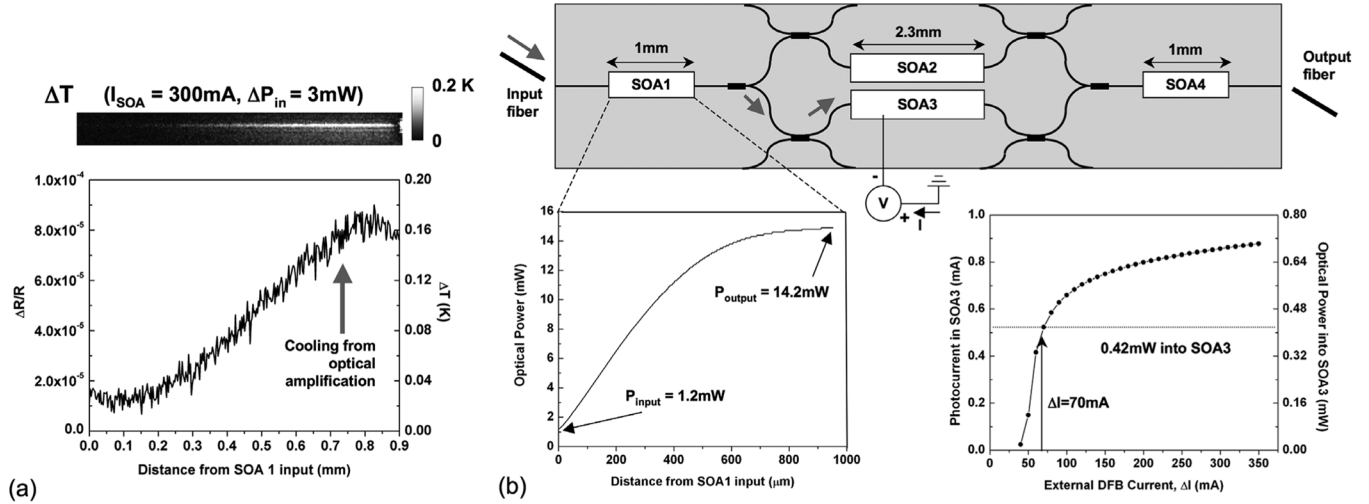 ΔT (I_SOA = 300mA, ΔP_in = 3mW)
0.2 K
0
1.0x10⁻⁴
8.0x10⁻⁵
6.0x10⁻⁵
4.0x10⁻⁵
2.0x10⁻⁵
0.0
ΔR/R
0.20
0.16
0.12
0.08
0.04
0.00
ΔT (K)
Cooling from
optical
amplification
0.0 0.1 0.2 0.3 0.4 0.5 0.6 0.7 0.8 0.9
Distance from SOA 1 input (mm)
(a)
Input
fiber
1mm
SOA1
2.3mm
SOA2
SOA3
1mm
SOA4
Output
fiber
-
V
+
I
16
14
12
10
8
6
4
2
0
Optical Power (mW)
P_output = 14.2mW
P_input = 1.2mW
0 200 400 600 800 1000
Distance from SOA1 input (μm)
(b)
1.0
0.8
0.6
0.4
0.2
0.0
Photocurrent in SOA3 (mA)
0.80
0.64
0.48
0.32
0.16
0.00
Optical Power into SOA3 (mW)
0.42mW into SOA3
ΔI=70mA
0 50 100 150 200 250 300 350
External DFB Current, ΔI (mA)